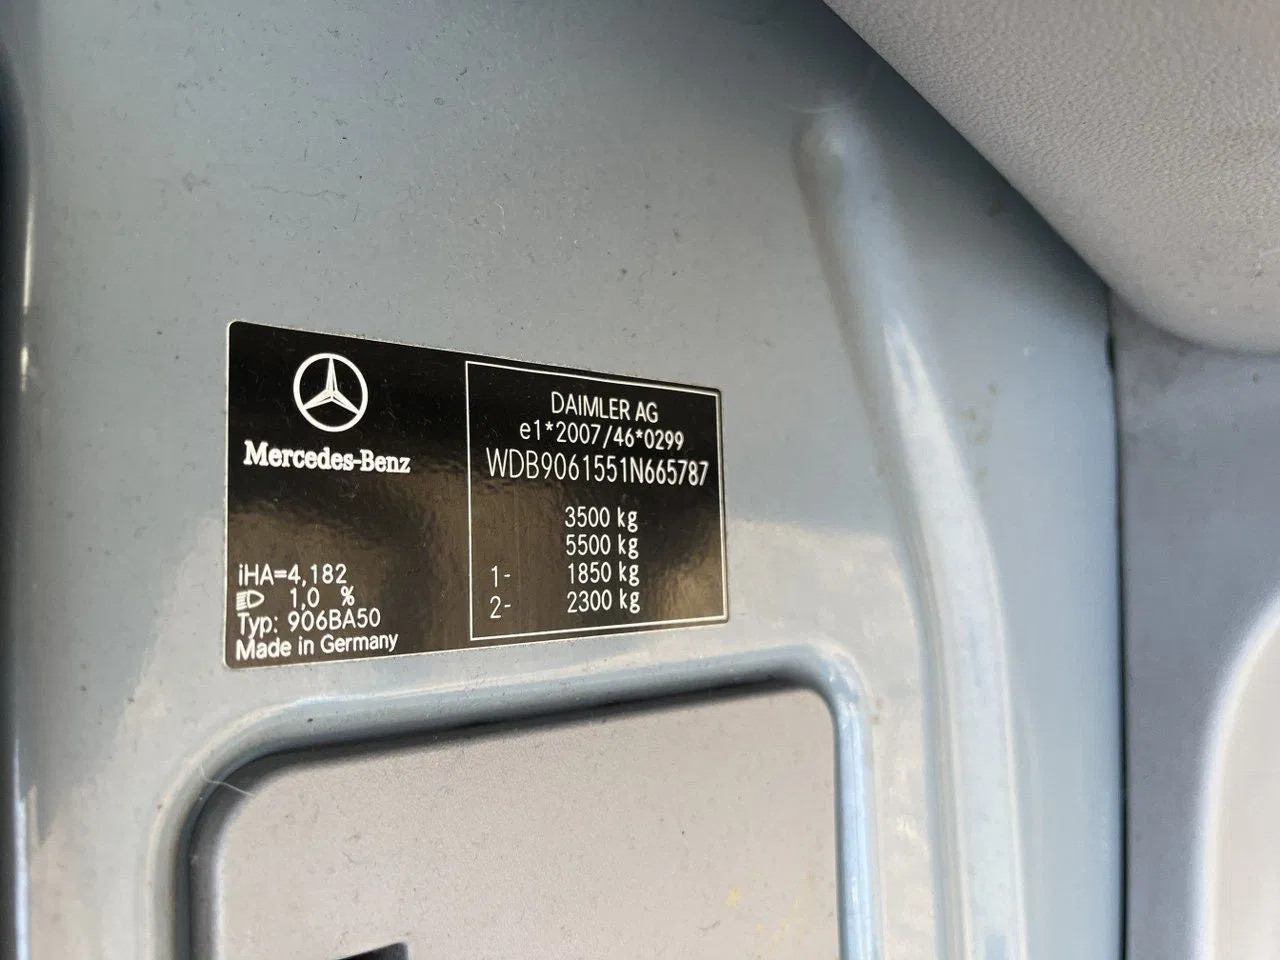 Mercedes-Benz
iHA=4,182
1,0 %
Typ: 906BA50
Made in Germany
DAIMLER AG
e1*2007/46*0299
WDB9061551N665787
3500 kg
5500 kg
1- 1850 kg
2- 2300 kg